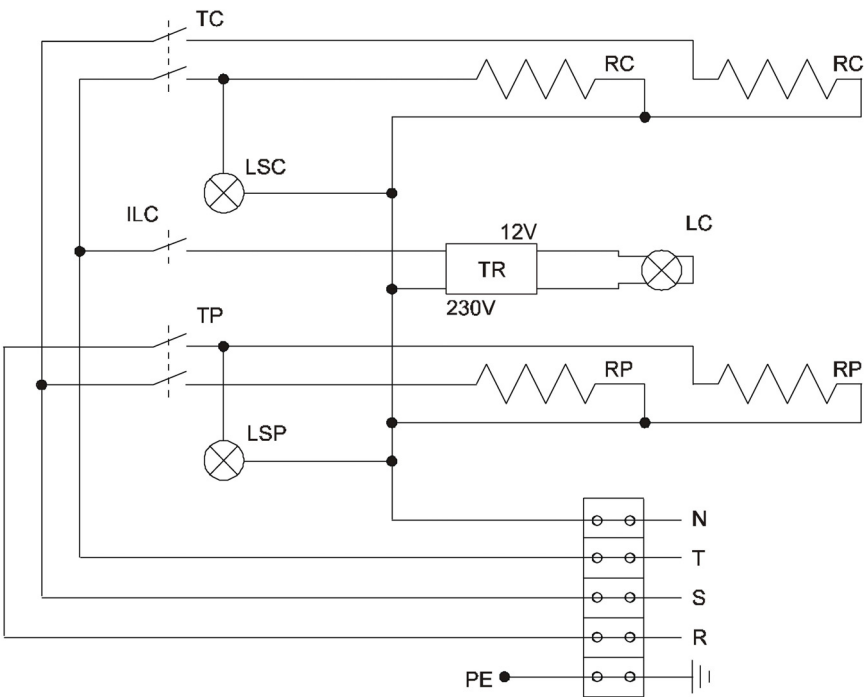 TC
RC RC
LSC
ILC
12V LC
TR
230V
TP
RP RP
LSP
N
T
S
R
PE